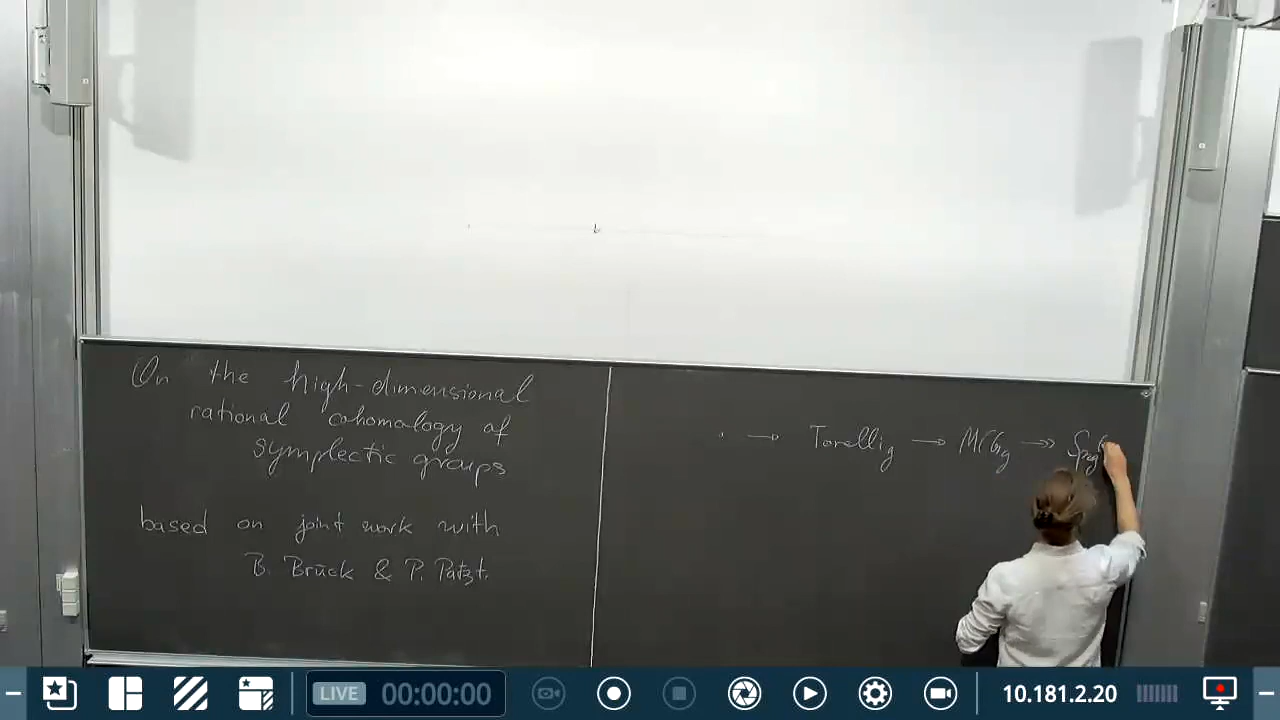 On the high-dimensional
rational cohomology of
symplectic groups
based on joint work with
B. Brück & P. Patzt.
· → Torelli_g → MCG_g ↠ Sp_2g(
LIVE 00:00:00
10.181.2.20